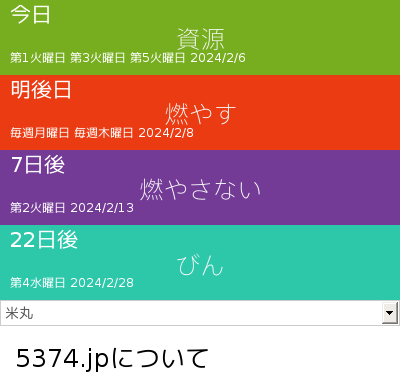 今日
資源
第1火曜日 第3火曜日 第5火曜日 2024/2/6
明後日
燃やす
毎週月曜日 毎週木曜日 2024/2/8
7日後
燃やさない
第2火曜日 2024/2/13
22日後
びん
第4水曜日 2024/2/28
米丸
5374.jpについて